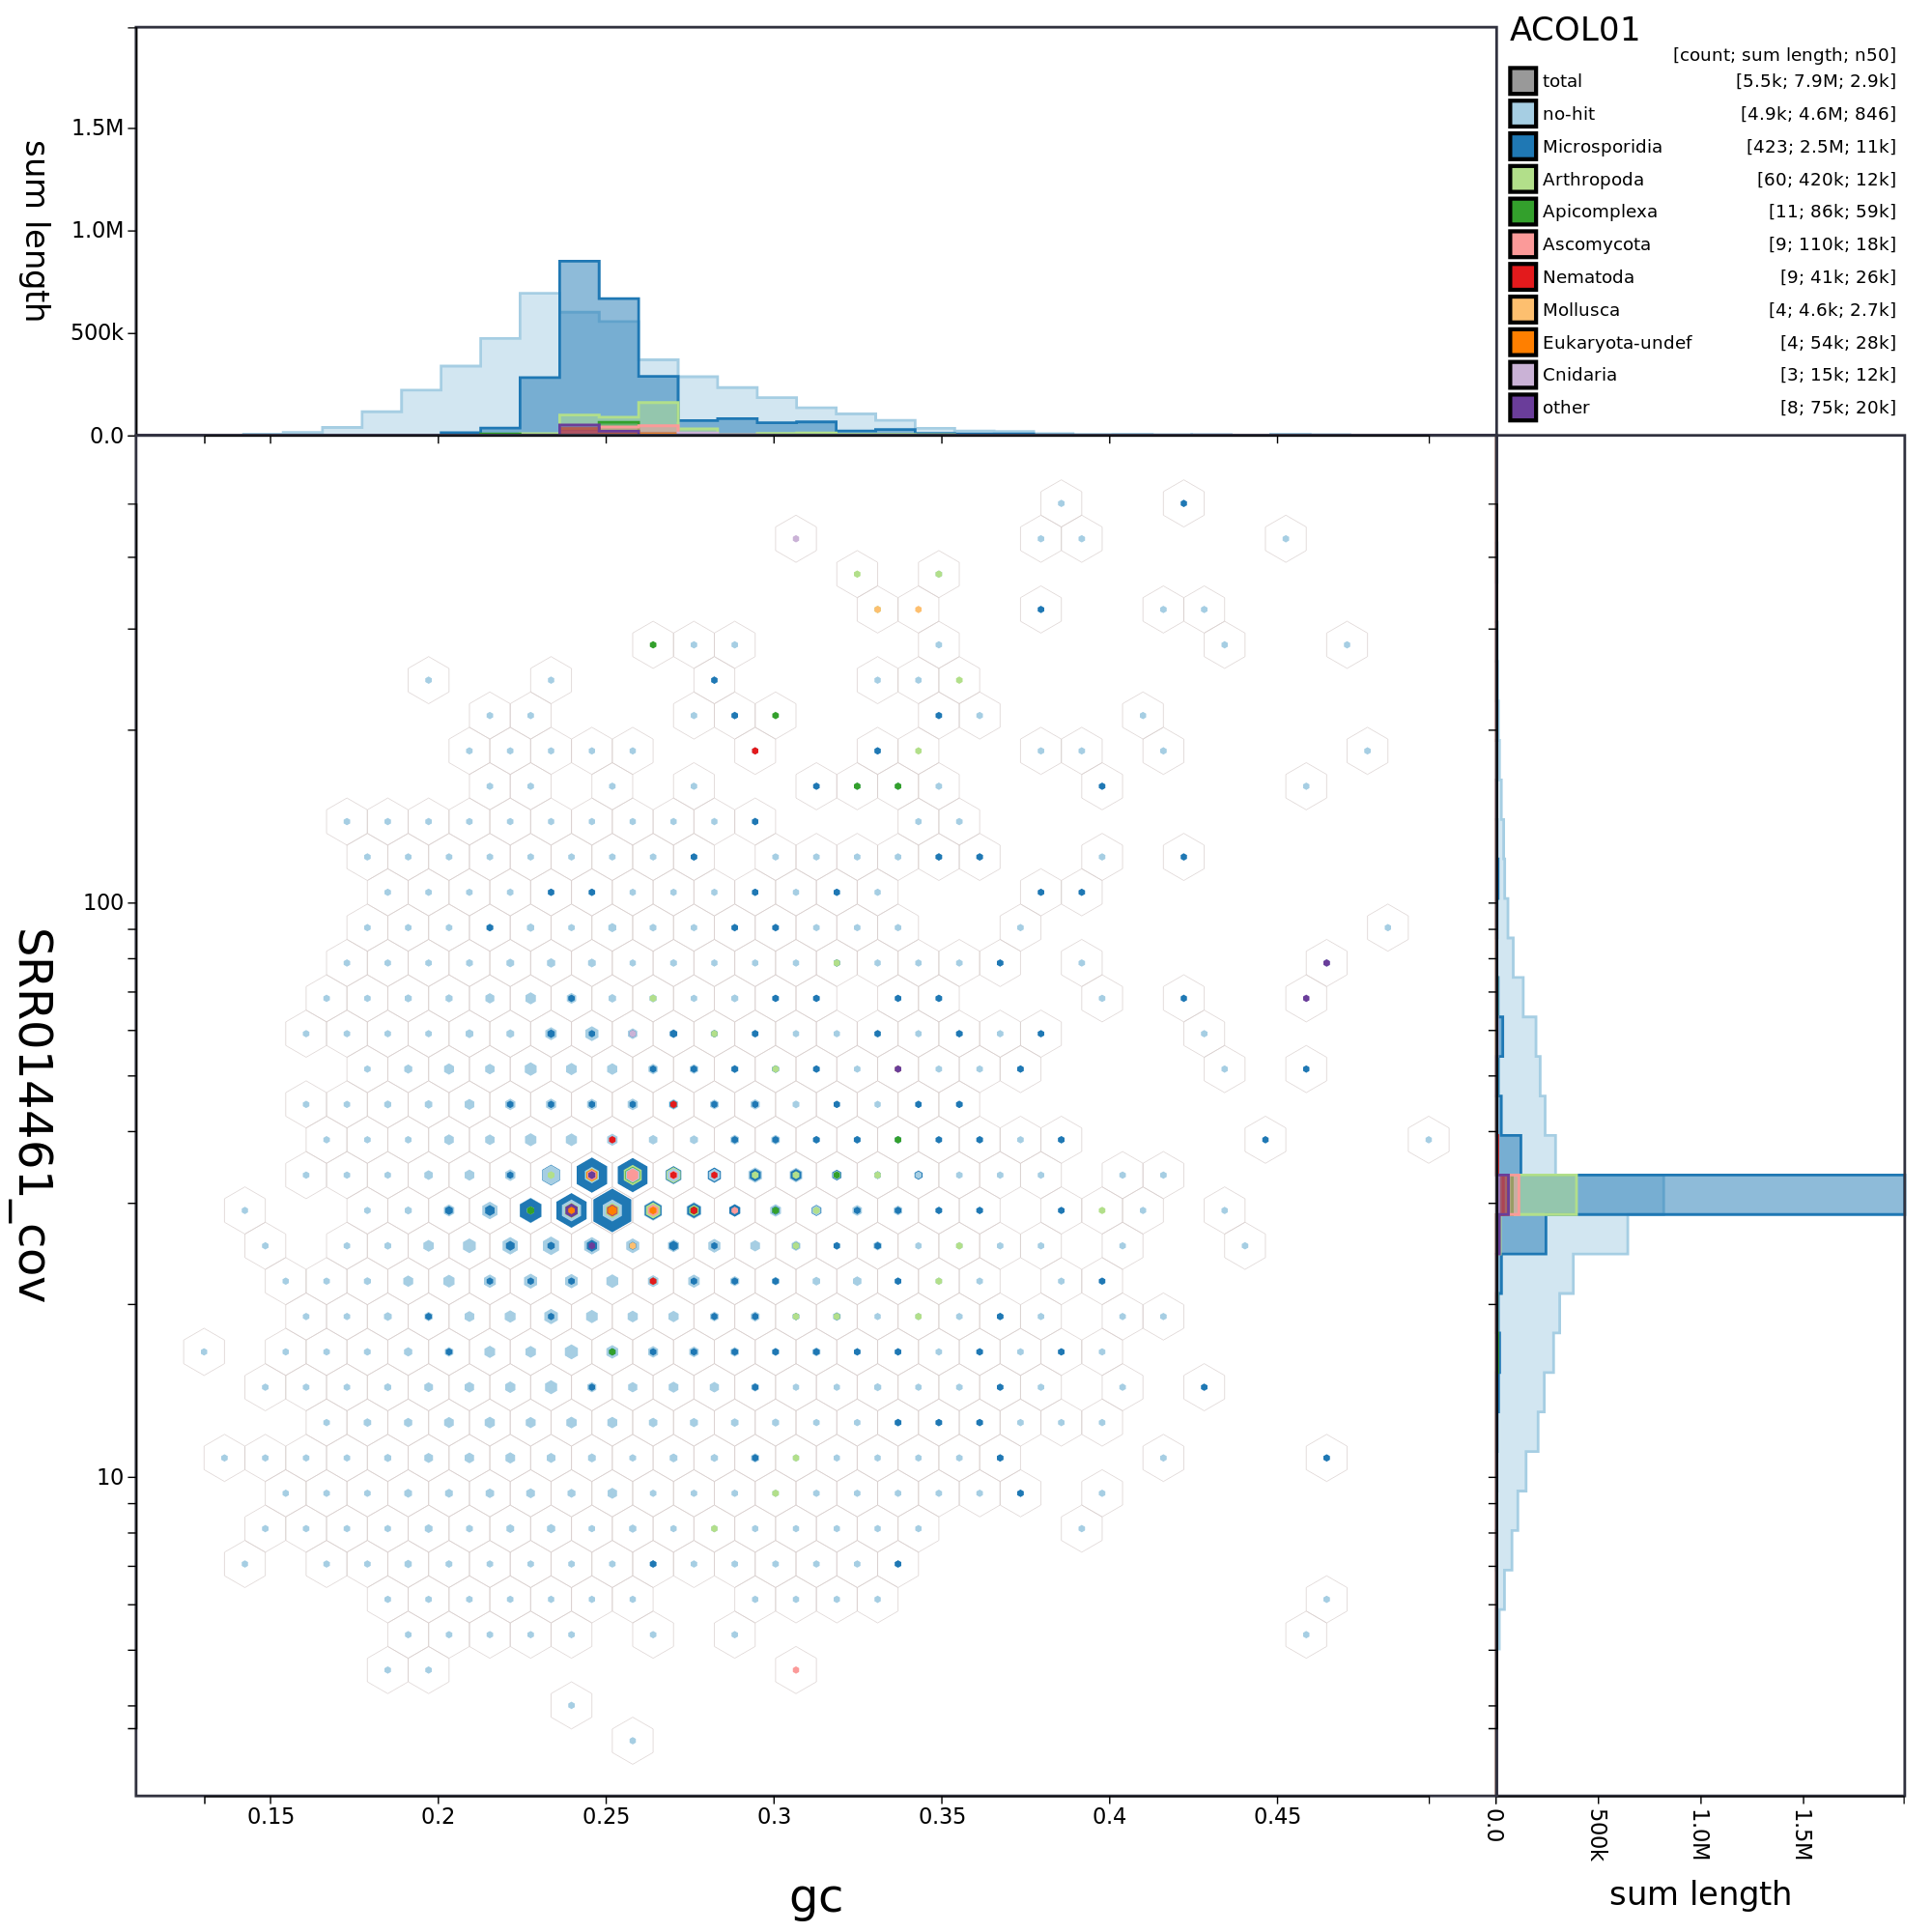 ACOL01
[count; sum length; n50]
total [5.5k; 7.9M; 2.9k]
no-hit [4.9k; 4.6M; 846]
Microsporidia [423; 2.5M; 11k]
Arthropoda [60; 420k; 12k]
Apicomplexa [11; 86k; 59k]
Ascomycota [9; 110k; 18k]
Nematoda [9; 41k; 26k]
Mollusca [4; 4.6k; 2.7k]
Eukaryota-undef [4; 54k; 28k]
Cnidaria [3; 15k; 12k]
other [8; 75k; 20k]
sum length
1.5M
1.0M
500k
0.0
SRR014461_cov
100
10
0.15 0.2 0.25 0.3 0.35 0.4 0.45
gc
0.0 500k 1.0M 1.5M
sum length